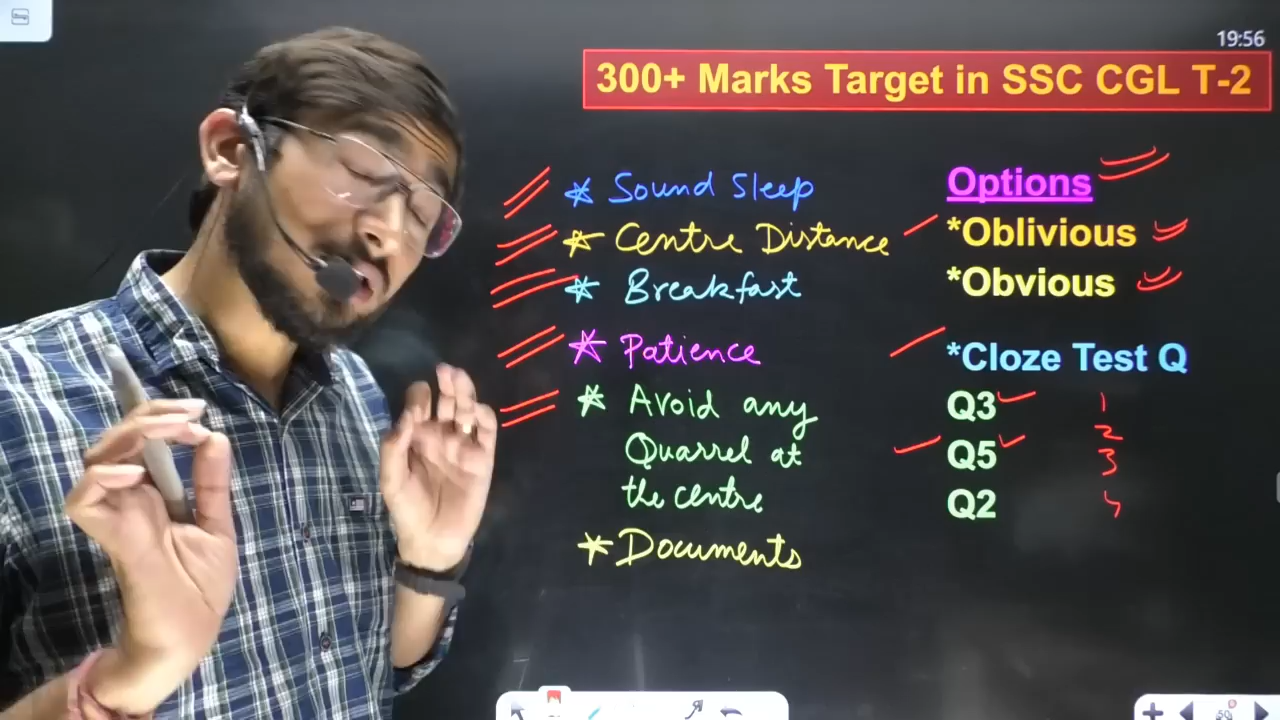 19:56
300+ Marks Target in SSC CGL T-2
* Sound Sleep
* Centre Distance
* Breakfast
* Patience
* Avoid any
Quarrel at
the centre
* Documents
Options
*Oblivious
*Obvious
*Cloze Test Q
Q3 1
2
Q5 3
Q2